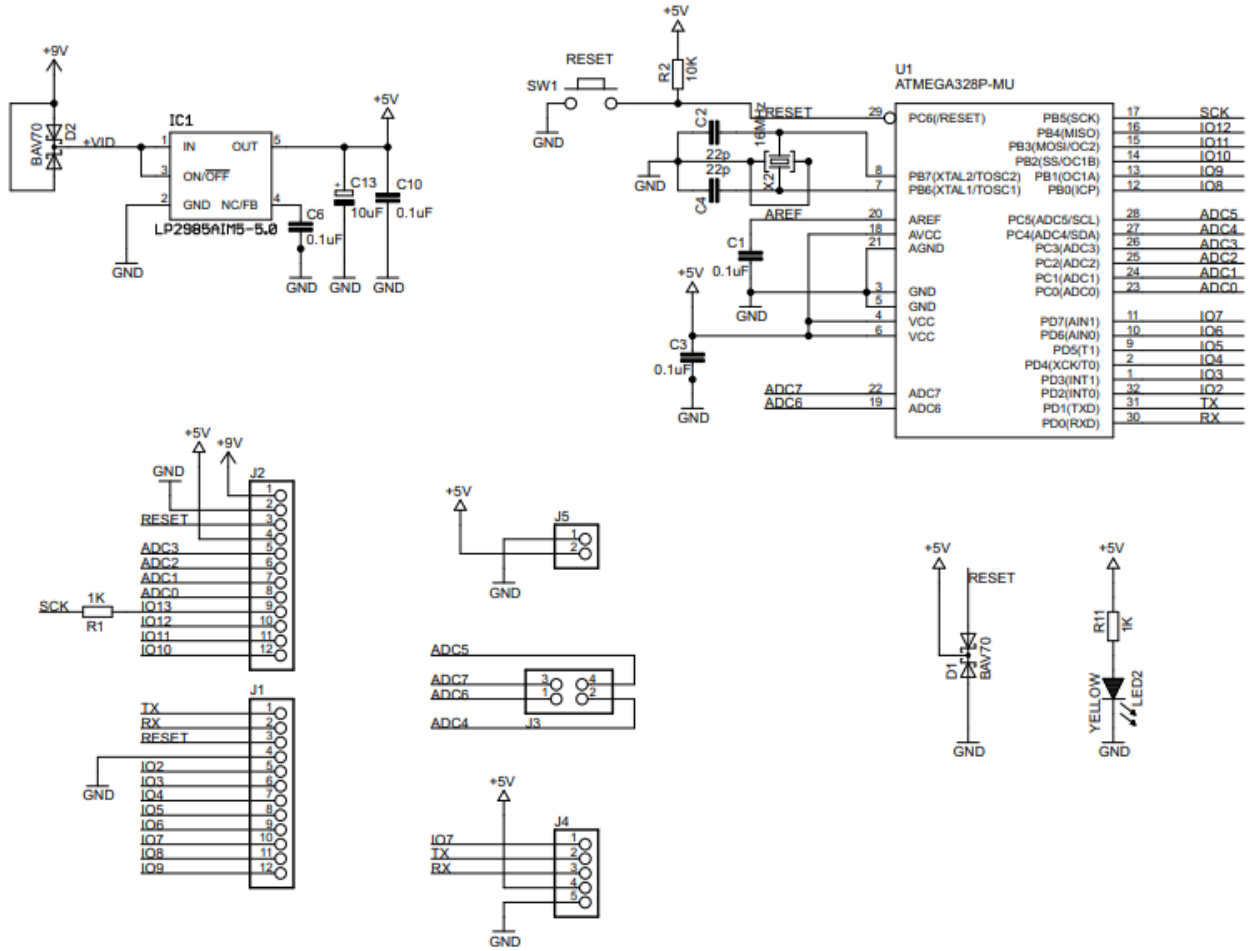 +9V
D2
BAV70
+VID
IC1
1 IN OUT 5
3 ON/OFF
2 GND NC/FB 4
LP2985AIM5-5.0
GND
C6
0.1uF
GND
+
C13
10uF
GND
+5V
C10
0.1uF
GND
+5V
RESET
SW1
GND
R2
10K
RESET
C2
22p
22p
C4
GND
16MHz
X2
AREF
C1
0.1uF
GND
+5V
C3
0.1uF
GND
ADC7
ADC6
U1
ATMEGA328P-MU
29 PC6(/RESET)
8 PB7(XTAL2/TOSC2)
7 PB6(XTAL1/TOSC1)
20 AREF
18 AVCC
21 AGND
3 GND
5 GND
4 VCC
6 VCC
22 ADC7
19 ADC6
PB5(SCK) 17 SCK
PB4(MISO) 16 IO12
PB3(MOSI/OC2) 15 IO11
PB2(SS/OC1B) 14 IO10
PB1(OC1A) 13 IO9
PB0(ICP) 12 IO8
PC5(ADC5/SCL) 28 ADC5
PC4(ADC4/SDA) 27 ADC4
PC3(ADC3) 26 ADC3
PC2(ADC2) 25 ADC2
PC1(ADC1) 24 ADC1
PC0(ADC0) 23 ADC0
PD7(AIN1) 11 IO7
PD6(AIN0) 10 IO6
PD5(T1) 9 IO5
PD4(XCK/T0) 2 IO4
PD3(INT1) 1 IO3
PD2(INT0) 32 IO2
PD1(TXD) 31 TX
PD0(RXD) 30 RX
+5V
+9V
GND
J2
1
2
RESET 3
4
ADC3 5
ADC2 6
ADC1 7
ADC0 8
SCK 1K R1 IO13 9
IO12 10
IO11 11
IO10 12
J1
TX 1
RX 2
RESET 3
4
GND
IO2 5
IO3 6
IO4 7
IO5 8
IO6 9
IO7 10
IO8 11
IO9 12
+5V
J5
1
2
GND
ADC5
ADC7 3 4
ADC6 1 2
J3
ADC4
+5V
J4
IO7 1
TX 2
RX 3
4
5
GND
+5V
RESET
D1
BAV70
GND
+5V
R11
1K
YELLOW
LED2
GND